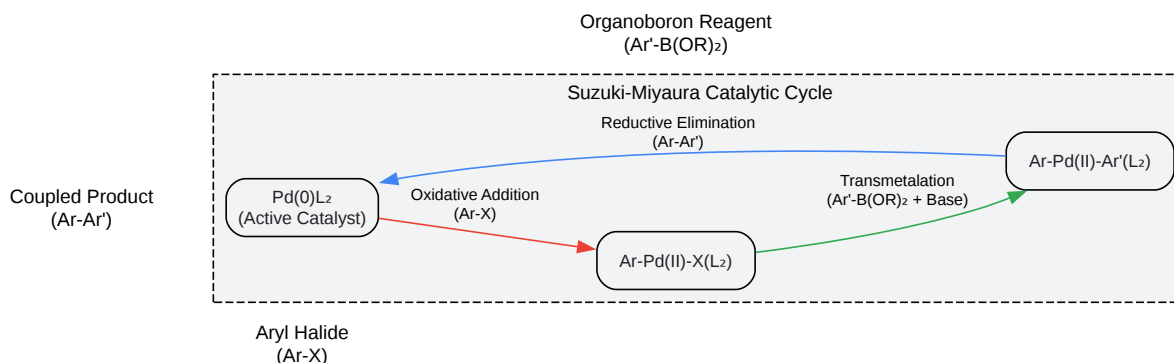 Organoboron Reagent
(Ar'-B(OR)₂)
Suzuki-Miyaura Catalytic Cycle
Reductive Elimination
(Ar-Ar')
Ar-Pd(II)-Ar'(L₂)
Transmetalation
(Ar'-B(OR)₂ + Base)
Coupled Product
(Ar-Ar')
Pd(0)L₂
(Active Catalyst)
Oxidative Addition
(Ar-X)
Ar-Pd(II)-X(L₂)
Aryl Halide
(Ar-X)